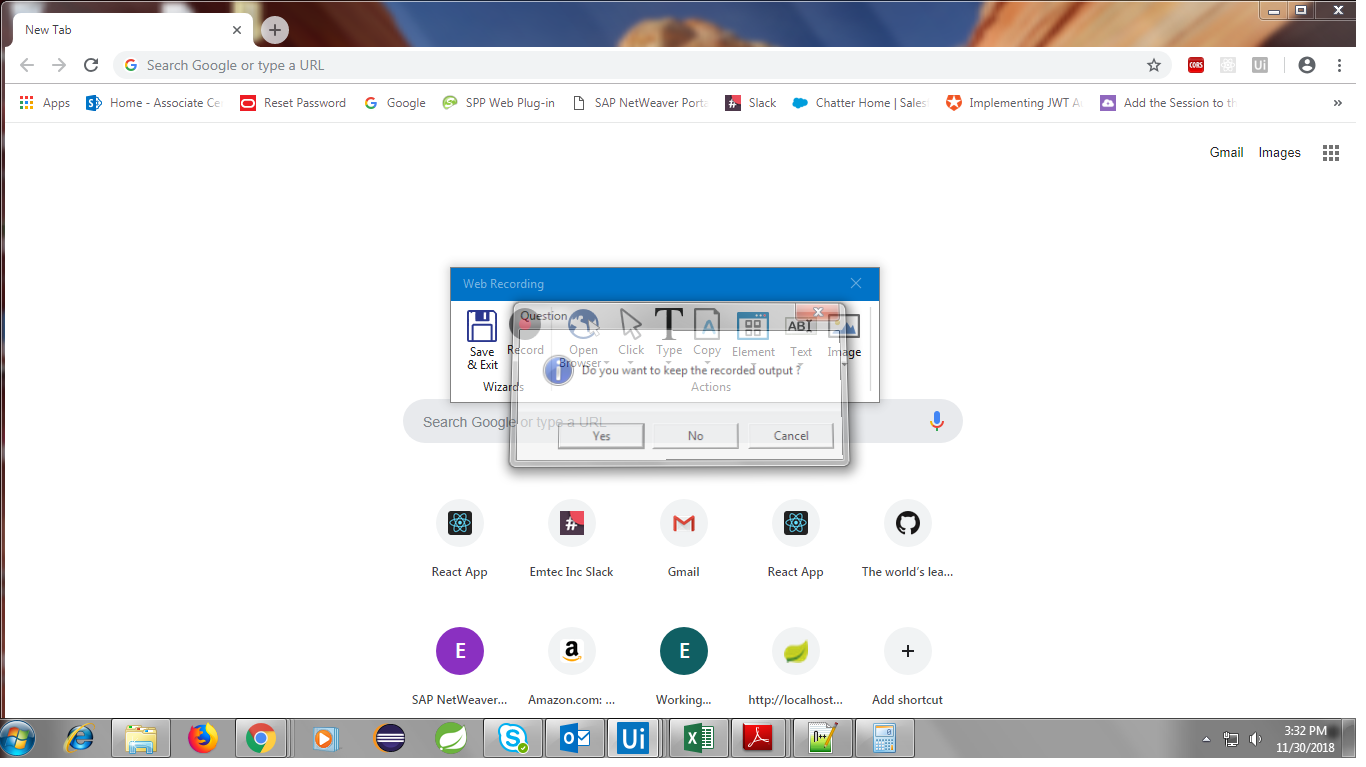 New Tab
Search Google or type a URL
CORS
Ui
Apps
Home - Associate Ce
Reset Password
Google
SPP Web Plug-in
SAP NetWeaver Porta
Slack
Chatter Home | Sales
Implementing JWT A
Add the Session to th
»
Gmail
Images
Web Recording
Question
Save
& Exit
Record
Open
Browser
Click
Type
Copy
Element
ABI
Text
Image
Do you want to keep the recorded output ?
Wizards
Actions
Search Google or type a URL
Yes
No
Cancel
React App
Emtec Inc Slack
Gmail
React App
The world's lea...
E
E
SAP NetWeaver...
Amazon.com: ...
Working...
http://localhost...
Add shortcut
Ui
3:32 PM
11/30/2018